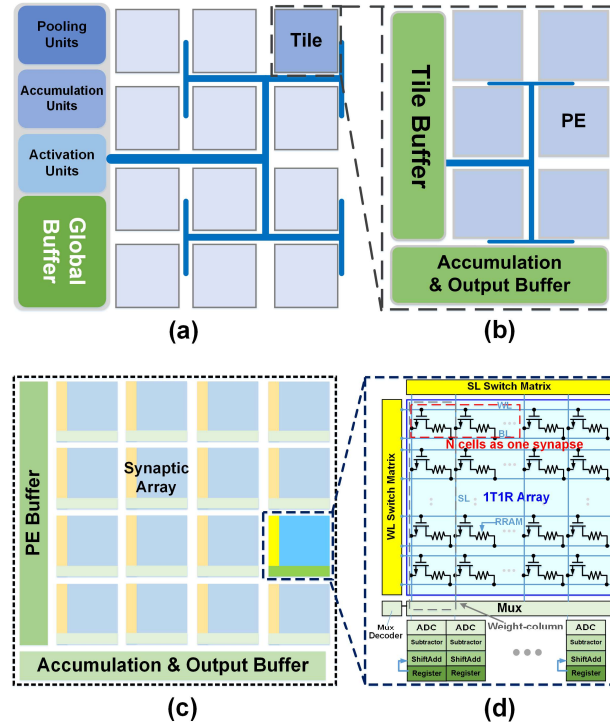 Pooling
Units
Accumulation
Units
Activation
Units
Global
Buffer
Tile
(a)
Tile Buffer
PE
Accumulation
& Output Buffer
(b)
PE Buffer
Synaptic
Array
Accumulation & Output Buffer
(c)
SL Switch Matrix
WL Switch Matrix
WL
BL
N cells as one synapse
SL
1T1R Array
RRAM
Mux
Mux
Decoder
Weight-column
ADC
ADC
ADC
Subtractor
Subtractor
Subtractor
ShiftAdd
ShiftAdd
ShiftAdd
Register
Register
Register
(d)